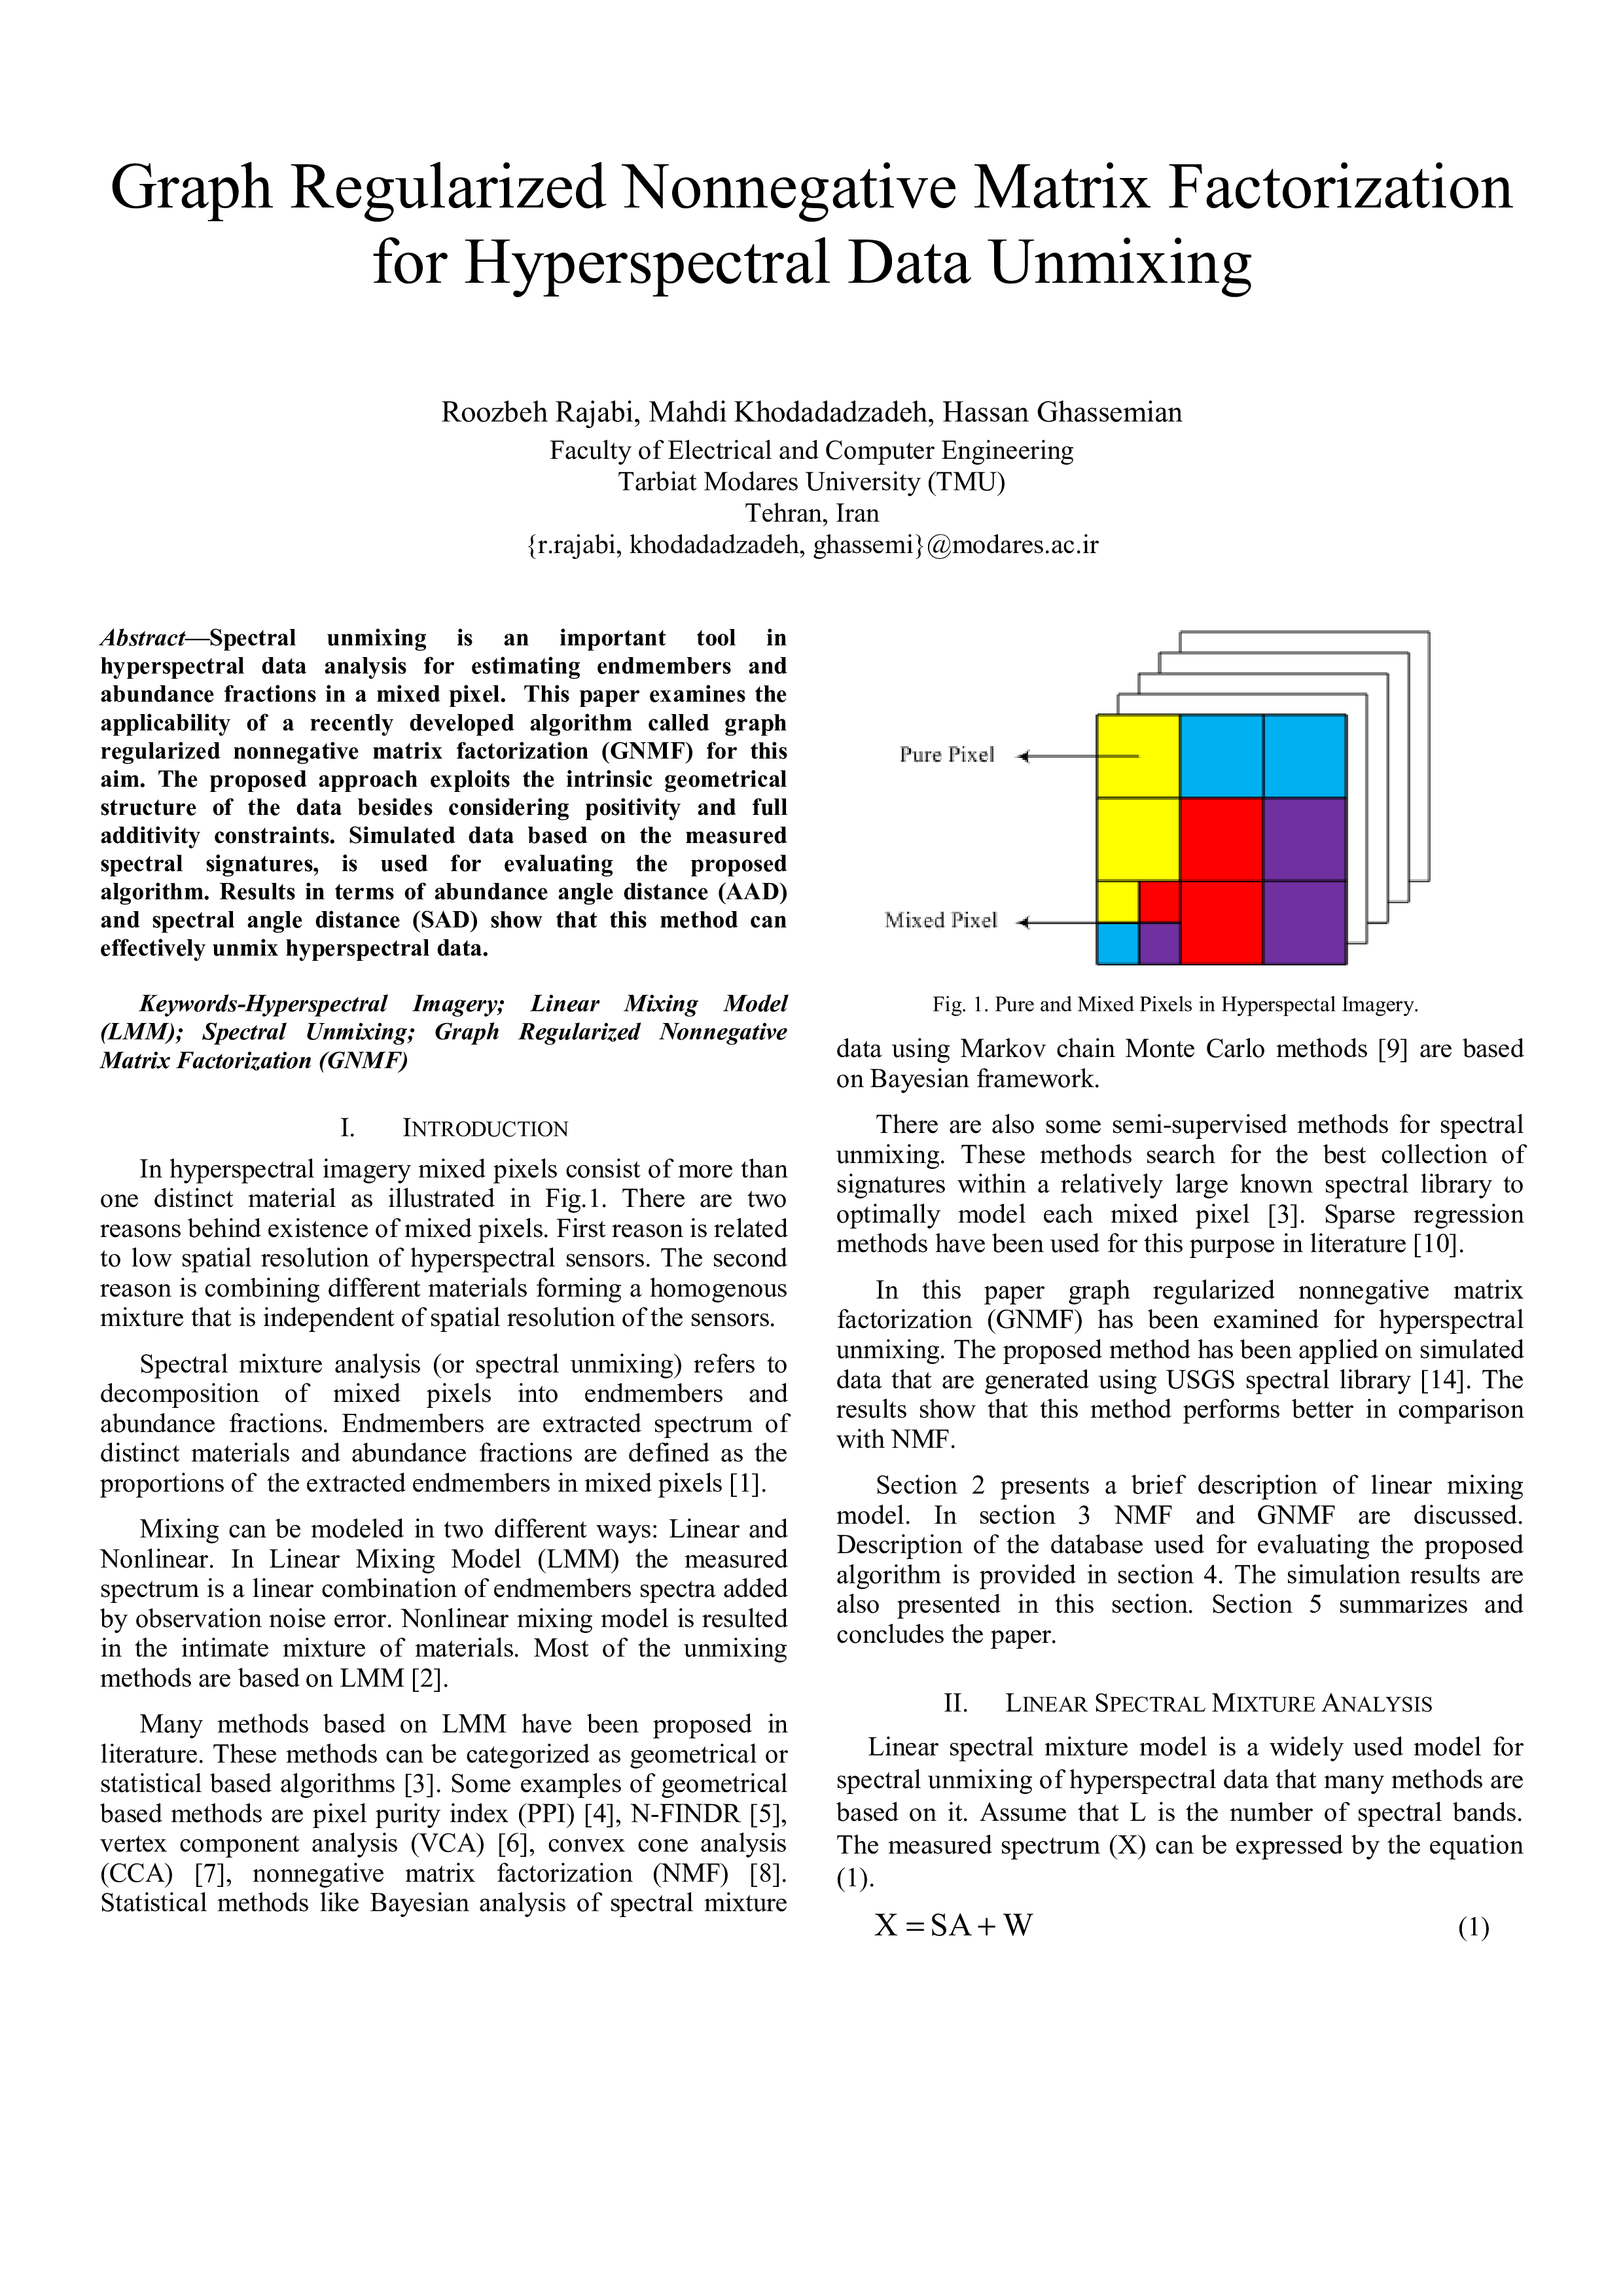 Graph Regularized Nonnegative Matrix Factorization
for Hyperspectral Data Unmixing
Roozbeh Rajabi, Mahdi Khodadadzadeh, Hassan Ghassemian
Faculty of Electrical and Computer Engineering
Tarbiat Modares University (TMU)
Tehran, Iran
{r.rajabi, khodadadzadeh, ghassemi}@modares.ac.ir
Abstract—Spectral unmixing is an important tool in
hyperspectral data analysis for estimating endmembers and
abundance fractions in a mixed pixel. This paper examines the
applicability of a recently developed algorithm called graph
regularized nonnegative matrix factorization (GNMF) for this
aim. The proposed approach exploits the intrinsic geometrical
structure of the data besides considering positivity and full
additivity constraints. Simulated data based on the measured
spectral signatures, is used for evaluating the proposed
algorithm. Results in terms of abundance angle distance (AAD)
and spectral angle distance (SAD) show that this method can
effectively unmix hyperspectral data.
Keywords-Hyperspectral Imagery; Linear Mixing Model
(LMM); Spectral Unmixing; Graph Regularized Nonnegative
Matrix Factorization (GNMF)
I. INTRODUCTION
In hyperspectral imagery mixed pixels consist of more than
one distinct material as illustrated in Fig.1. There are two
reasons behind existence of mixed pixels. First reason is related
to low spatial resolution of hyperspectral sensors. The second
reason is combining different materials forming a homogenous
mixture that is independent of spatial resolution of the sensors.
Spectral mixture analysis (or spectral unmixing) refers to
decomposition of mixed pixels into endmembers and
abundance fractions. Endmembers are extracted spectrum of
distinct materials and abundance fractions are defined as the
proportions of the extracted endmembers in mixed pixels [1].
Mixing can be modeled in two different ways: Linear and
Nonlinear. In Linear Mixing Model (LMM) the measured
spectrum is a linear combination of endmembers spectra added
by observation noise error. Nonlinear mixing model is resulted
in the intimate mixture of materials. Most of the unmixing
methods are based on LMM [2].
Many methods based on LMM have been proposed in
literature. These methods can be categorized as geometrical or
statistical based algorithms [3]. Some examples of geometrical
based methods are pixel purity index (PPI) [4], N-FINDR [5],
vertex component analysis (VCA) [6], convex cone analysis
(CCA) [7], nonnegative matrix factorization (NMF) [8].
Statistical methods like Bayesian analysis of spectral mixture
Pure Pixel
Mixed Pixel
Fig. 1. Pure and Mixed Pixels in Hyperspectal Imagery.
data using Markov chain Monte Carlo methods [9] are based
on Bayesian framework.
There are also some semi-supervised methods for spectral
unmixing. These methods search for the best collection of
signatures within a relatively large known spectral library to
optimally model each mixed pixel [3]. Sparse regression
methods have been used for this purpose in literature [10].
In this paper graph regularized nonnegative matrix
factorization (GNMF) has been examined for hyperspectral
unmixing. The proposed method has been applied on simulated
data that are generated using USGS spectral library [14]. The
results show that this method performs better in comparison
with NMF.
Section 2 presents a brief description of linear mixing
model. In section 3 NMF and GNMF are discussed.
Description of the database used for evaluating the proposed
algorithm is provided in section 4. The simulation results are
also presented in this section. Section 5 summarizes and
concludes the paper.
II. LINEAR SPECTRAL MIXTURE ANALYSIS
Linear spectral mixture model is a widely used model for
spectral unmixing of hyperspectral data that many methods are
based on it. Assume that L is the number of spectral bands.
The measured spectrum (X) can be expressed by the equation
(1).
X = SA + W (1)